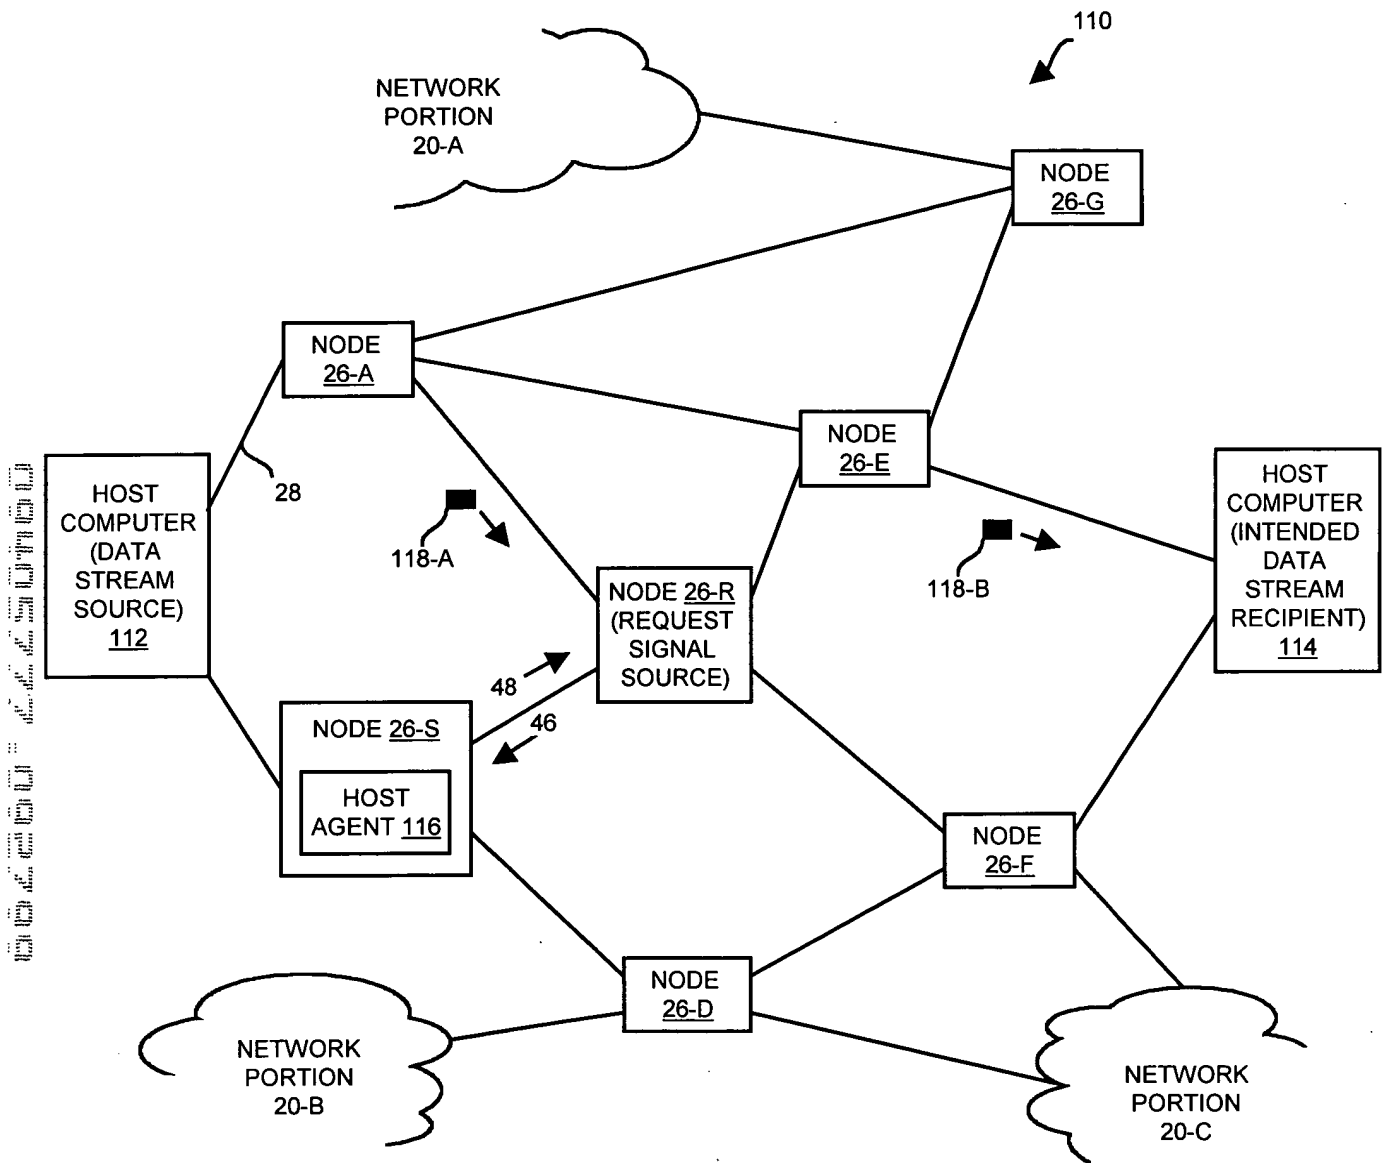 110
NETWORK
PORTION
20-A
NODE
26-G
NODE
26-A
NODE
26-E
28
HOST
COMPUTER
(DATA
STREAM
SOURCE)
112
118-A
118-B
HOST
COMPUTER
(INTENDED
DATA
STREAM
RECIPIENT)
114
NODE 26-R
(REQUEST
SIGNAL
SOURCE)
48
46
NODE 26-S
HOST
AGENT 116
NODE
26-F
NODE
26-D
NETWORK
PORTION
20-B
NETWORK
PORTION
20-C